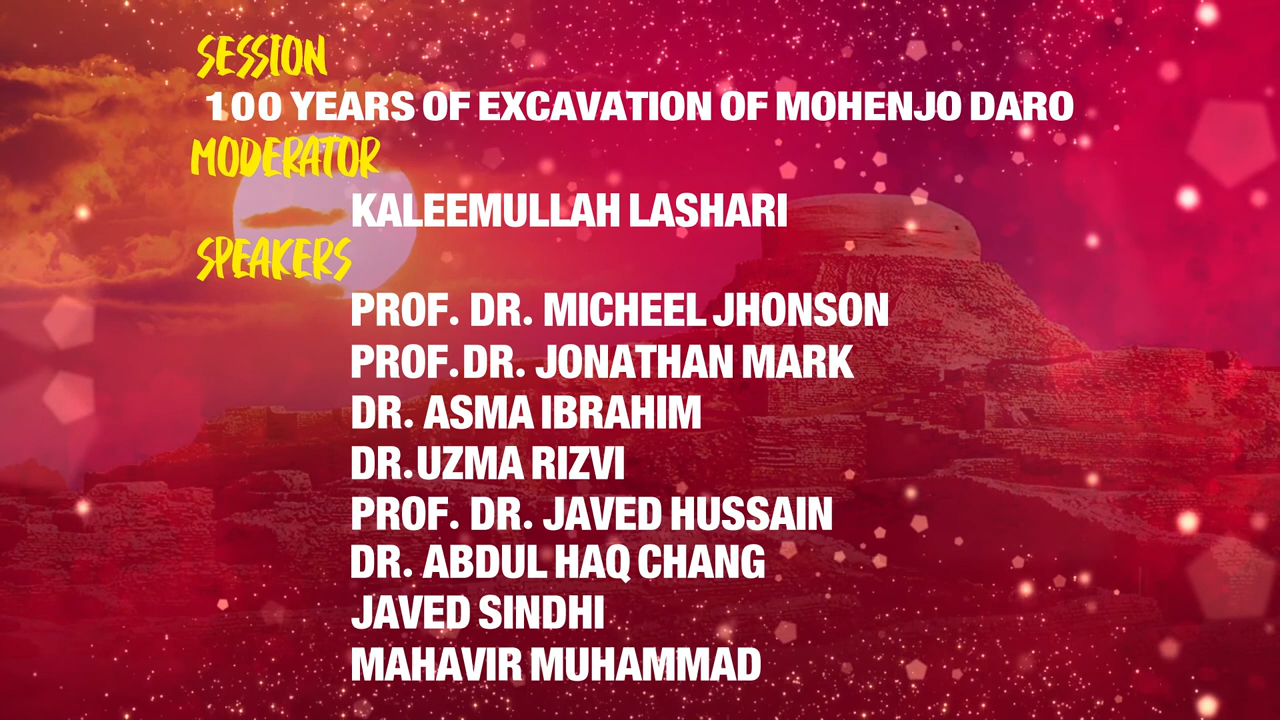 SESSION
100 YEARS OF EXCAVATION OF MOHENJO DARO
MODERATOR
KALEEMULLAH LASHARI
SPEAKERS
PROF. DR. MICHEEL JHONSON
PROF.DR. JONATHAN MARK
DR. ASMA IBRAHIM
DR.UZMA RIZVI
PROF. DR. JAVED HUSSAIN
DR. ABDUL HAQ CHANG
JAVED SINDHI
MAHAVIR MUHAMMAD